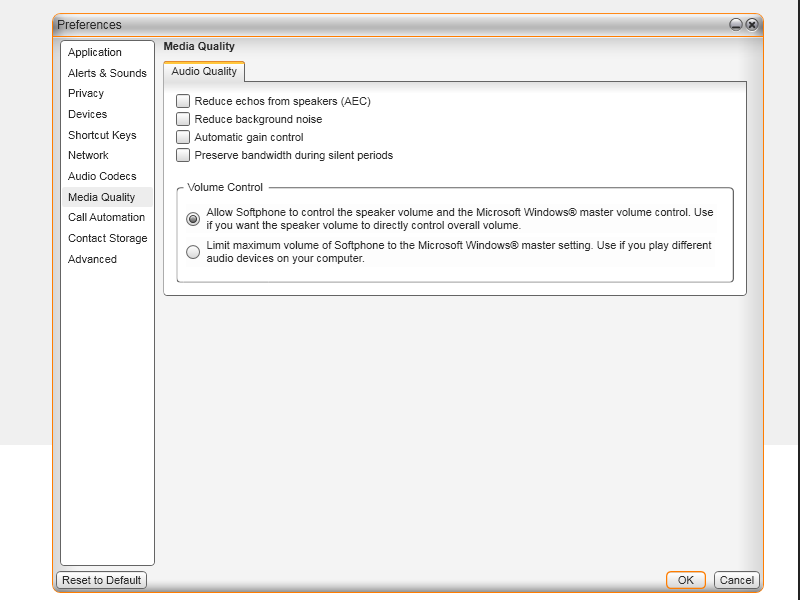 Preferences
Application
Alerts & Sounds
Privacy
Devices
Shortcut Keys
Network
Audio Codecs
Media Quality
Call Automation
Contact Storage
Advanced
Media Quality
Audio Quality
Reduce echos from speakers (AEC)
Reduce background noise
Automatic gain control
Preserve bandwidth during silent periods
Volume Control
Allow Softphone to control the speaker volume and the Microsoft Windows® master volume control. Use
if you want the speaker volume to directly control overall volume.
Limit maximum volume of Softphone to the Microsoft Windows® master setting. Use if you play different
audio devices on your computer.
Reset to Default
OK
Cancel